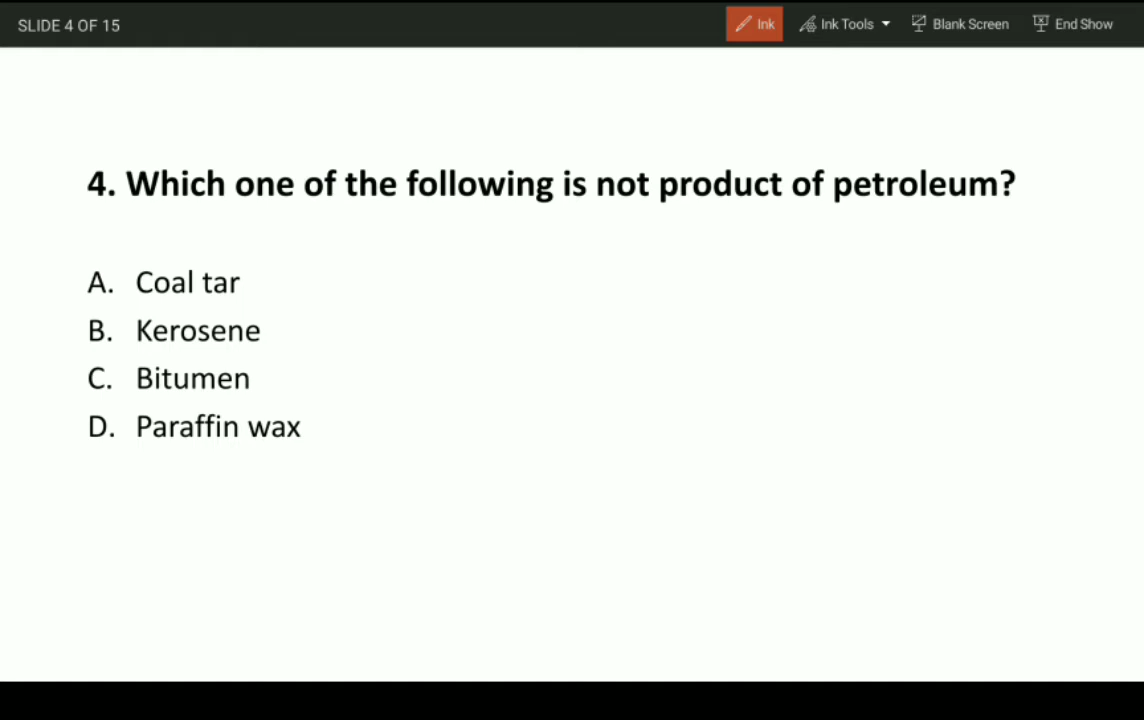 SLIDE 4 OF 15 Ink Ink Tools Blank Screen End Show
4. Which one of the following is not product of petroleum?
A. Coal tar
B. Kerosene
C. Bitumen
D. Paraffin wax